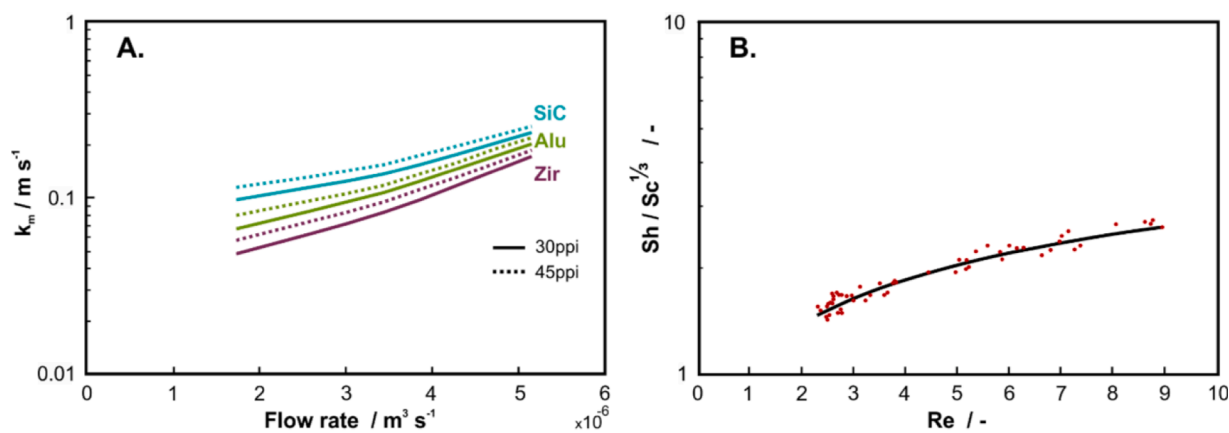 A.
1
0.1
0.01
k_m / m s⁻¹
SiC
Alu
Zir
30ppi
45ppi
0 1 2 3 4 5 6
Flow rate / m³ s⁻¹
×10⁻⁶
B.
10
1
Sh / Sc^⅓ / -
0 1 2 3 4 5 6 7 8 9 10
Re / -